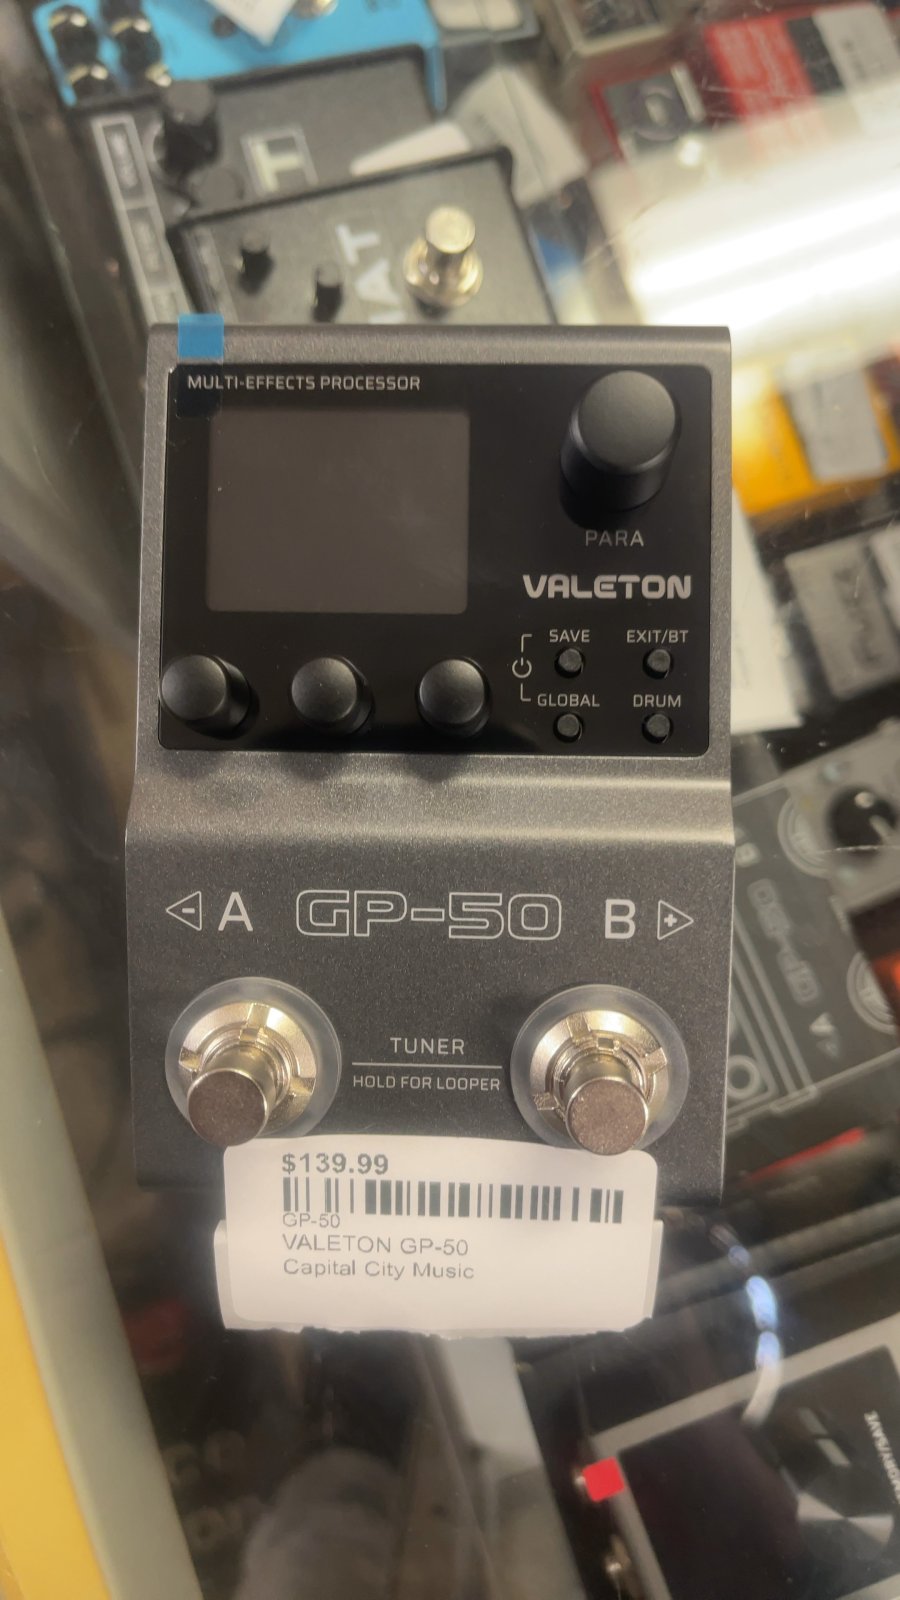 MULTI-EFFECTS PROCESSOR
PARA
VALETON
SAVE EXIT/BT
GLOBAL DRUM
A GP-50 B
TUNER
HOLD FOR LOOPER
$139.99
GP-50
VALETON GP-50
Capital City Music